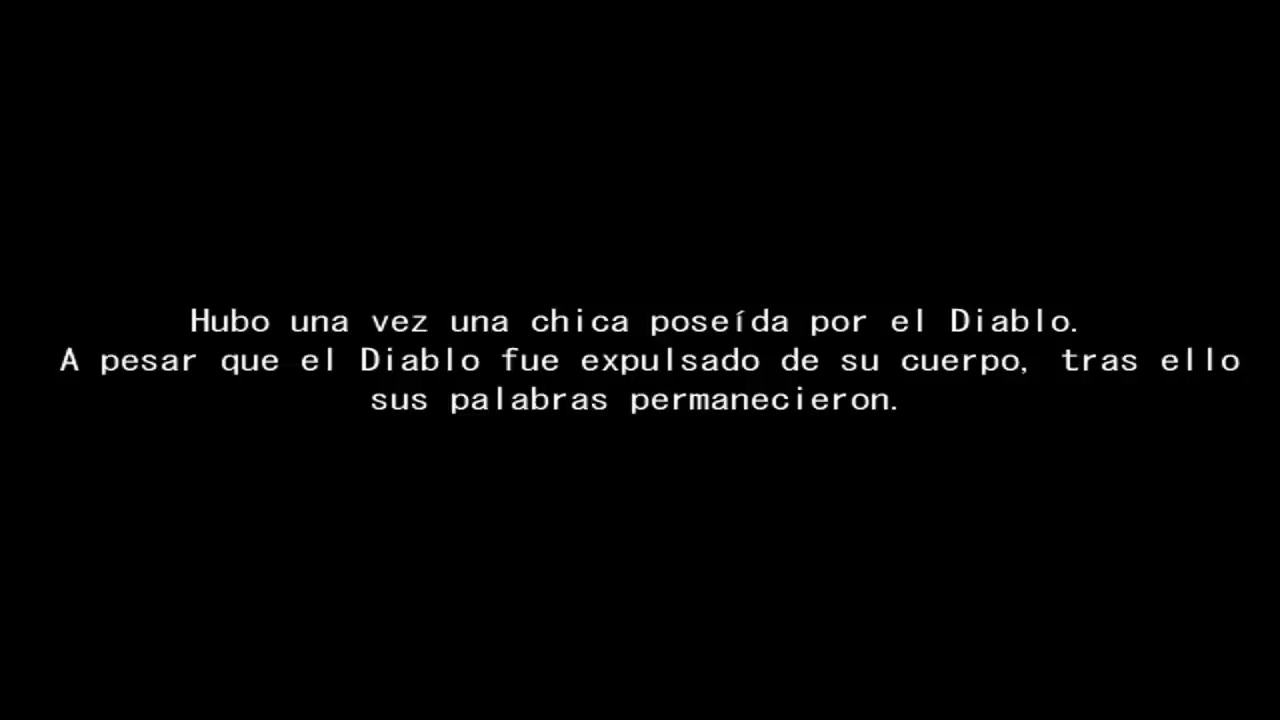 Hubo una vez una chica poseída por el Diablo.
A pesar que el Diablo fue expulsado de su cuerpo, tras ello
sus palabras permanecieron.